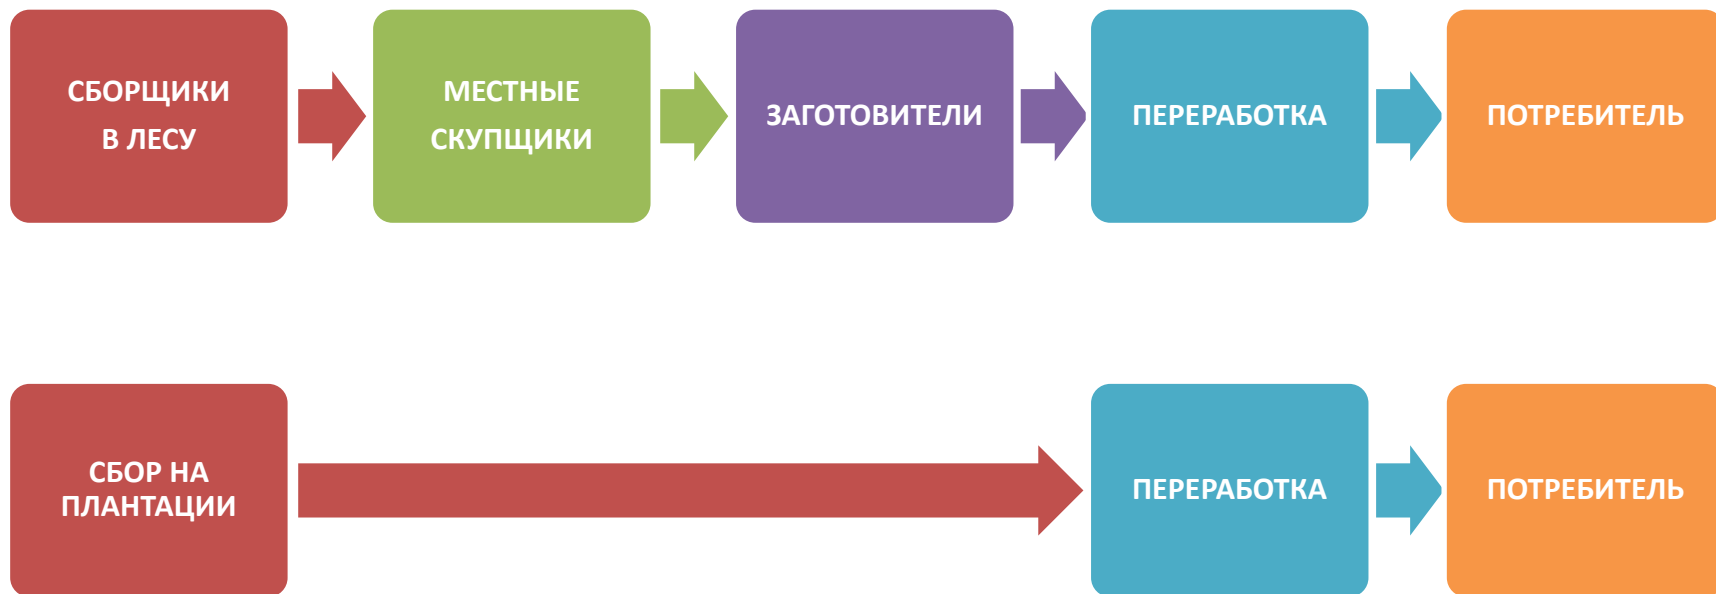 СБОРЩИКИ
В ЛЕСУ
МЕСТНЫЕ
СКУПЩИКИ
ЗАГОТОВИТЕЛИ
ПЕРЕРАБОТКА
ПОТРЕБИТЕЛЬ
СБОР НА
ПЛАНТАЦИИ
ПЕРЕРАБОТКА
ПОТРЕБИТЕЛЬ